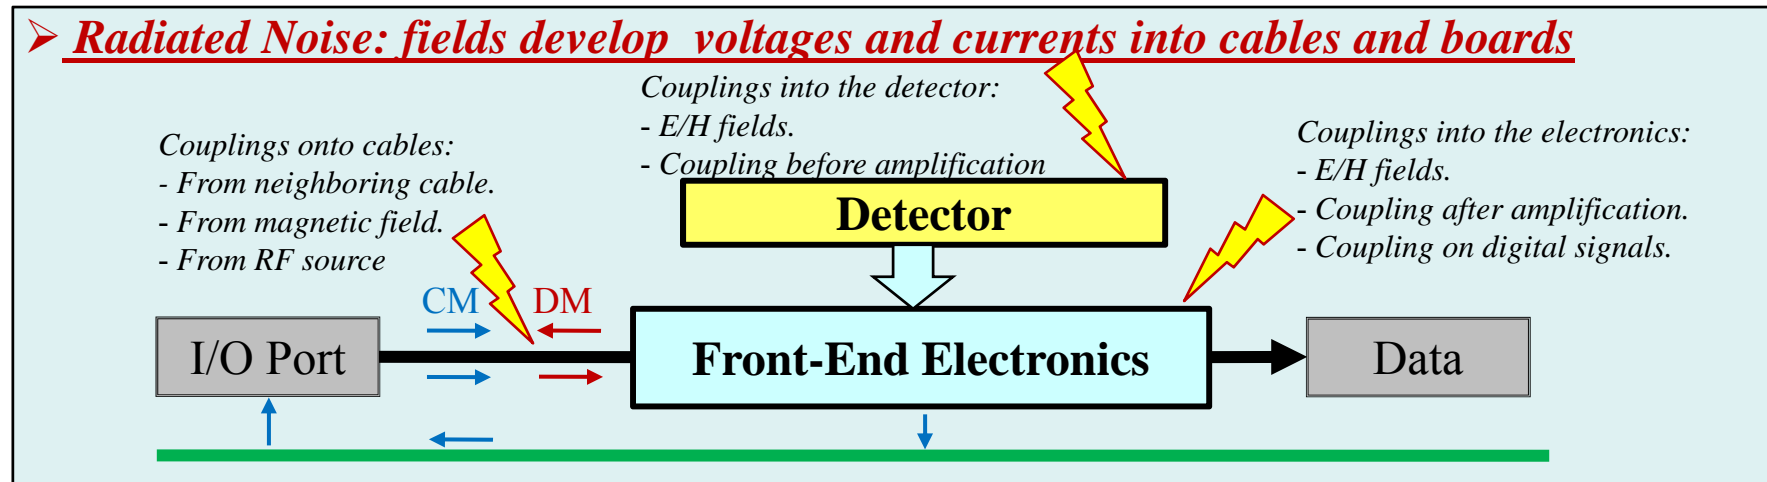 ➢ Radiated Noise: fields develop voltages and currents into cables and boards
Couplings into the detector:
- E/H fields.
- Coupling before amplification
Couplings onto cables:
- From neighboring cable.
- From magnetic field.
- From RF source
Couplings into the electronics:
- E/H fields.
- Coupling after amplification.
- Coupling on digital signals.
Detector
CM DM
I/O Port
Front-End Electronics
Data